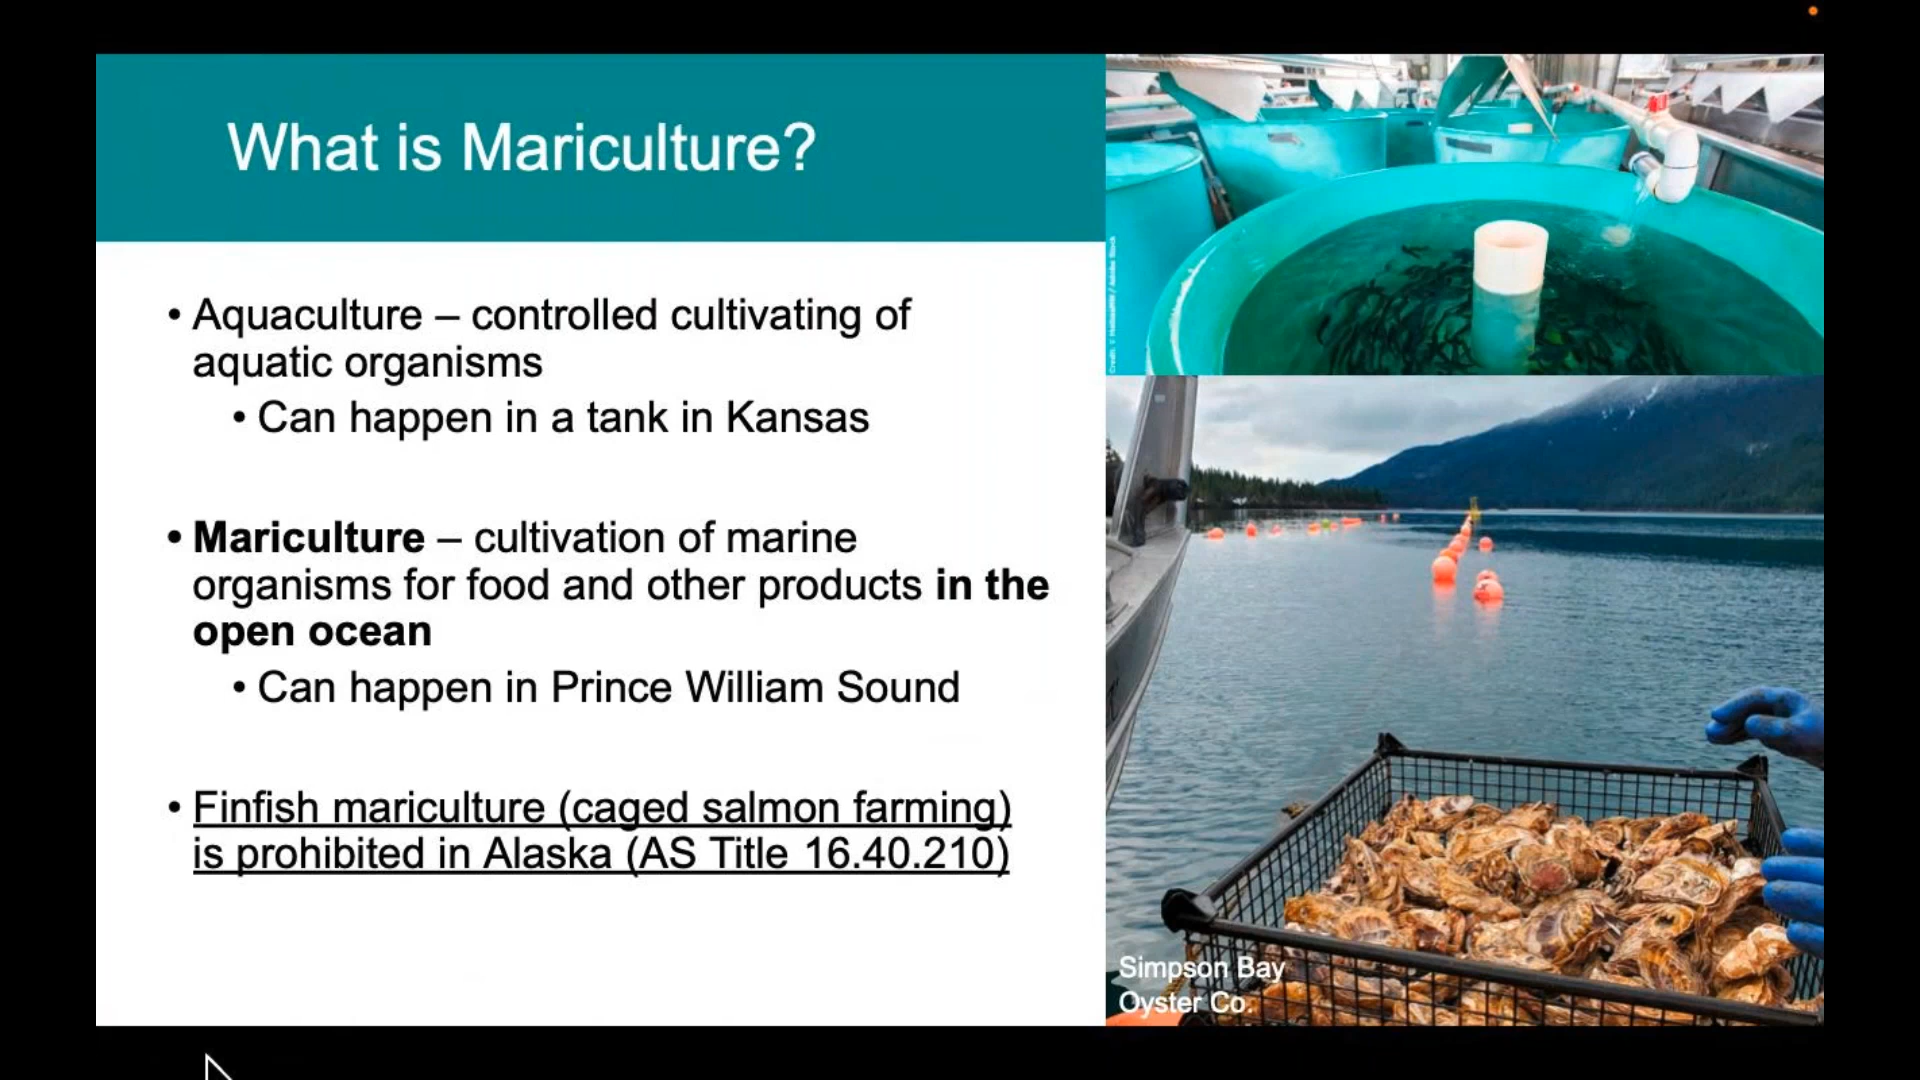 What is Mariculture?
• Aquaculture – controlled cultivating of
aquatic organisms
• Can happen in a tank in Kansas
• Mariculture – cultivation of marine
organisms for food and other products in the
open ocean
• Can happen in Prince William Sound
• Finfish mariculture (caged salmon farming)
is prohibited in Alaska (AS Title 16.40.210)
Simpson Bay
Oyster Co.